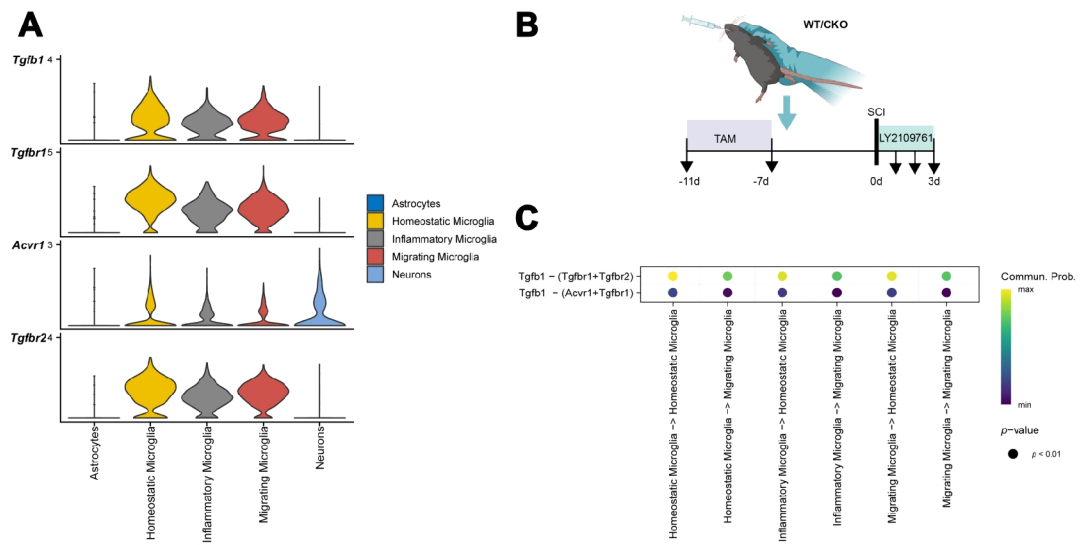 A
Tgfb1 4
Tgfbr1 5
Acvr1 3
Tgfbr2 4
Astrocytes
Homeostatic Microglia
Inflammatory Microglia
Migrating Microglia
Neurons
Astrocytes
Homeostatic Microglia
Inflammatory Microglia
Migrating Microglia
Neurons
B
WT/CKO
SCI
TAM
LY2109761
-11d
-7d
0d
3d
C
Tgfb1 − (Tgfbr1+Tgfbr2)
Tgfb1 − (Acvr1+Tgfbr1)
Homeostatic Microglia −> Homeostatic Microglia
Homeostatic Microglia −> Migrating Microglia
Inflammatory Microglia −> Homeostatic Microglia
Inflammatory Microglia −> Migrating Microglia
Migrating Microglia −> Homeostatic Microglia
Migraring Microglia −> Migrating Microglia
Commun. Prob.
max
min
p−value
p < 0.01